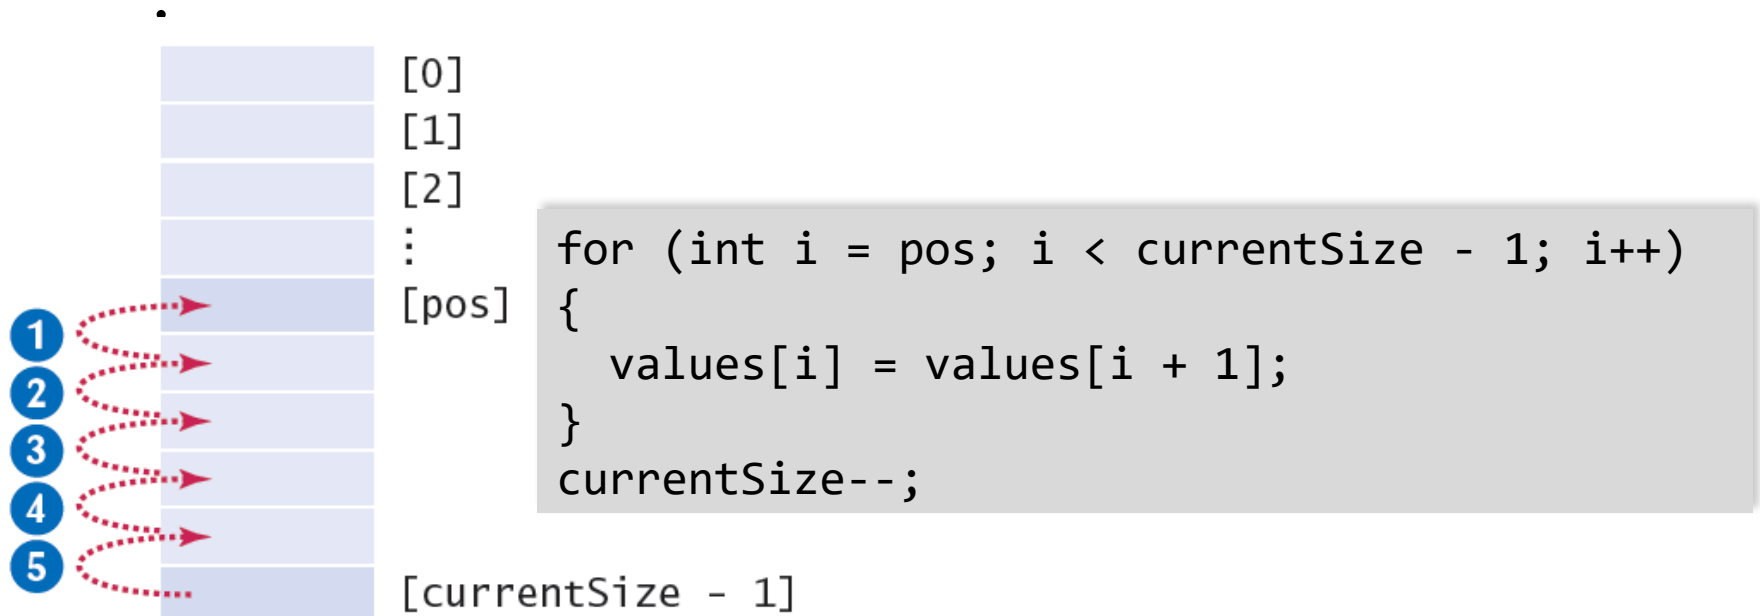 [0]
[1]
[2]
⋮
[pos]
1
2
3
4
5
[currentSize - 1]
for (int i = pos; i < currentSize - 1; i++)
{
  values[i] = values[i + 1];
}
currentSize--;